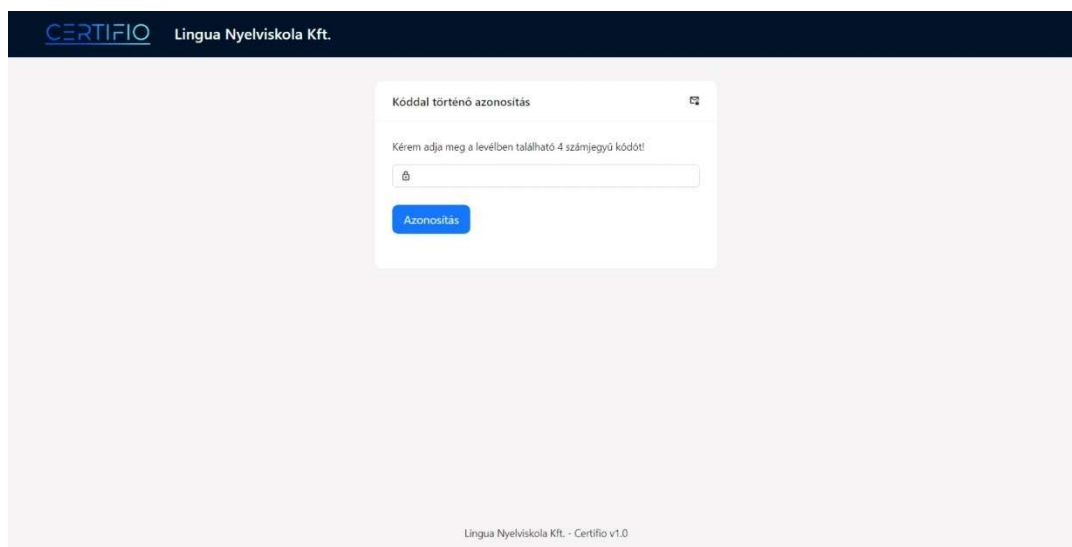 CERTIFIO Lingua Nyelviskola Kft.
Kóddal történő azonosítás
Kérem adja meg a levélben található 4 számjegyű kódót!
Azonosítás
Lingua Nyelviskola Kft. - Certifio v1.0